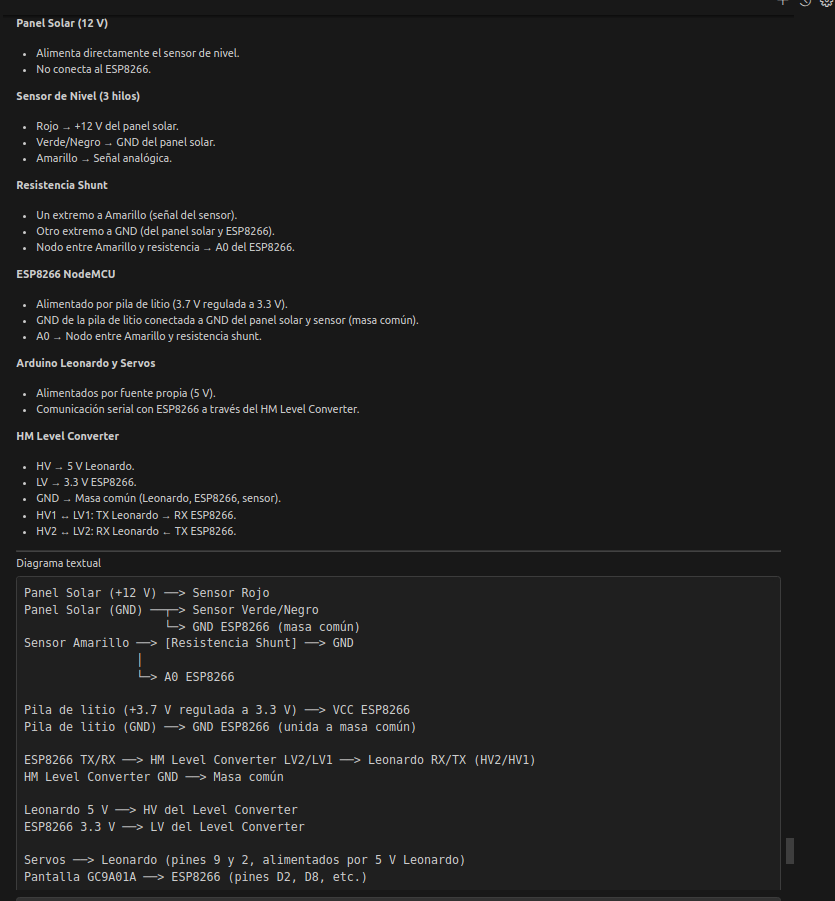 Panel Solar (12 V)
• Alimenta directamente el sensor de nivel.
• No conecta al ESP8266.
Sensor de Nivel (3 hilos)
• Rojo → +12 V del panel solar.
• Verde/Negro → GND del panel solar.
• Amarillo → Señal analógica.
Resistencia Shunt
• Un extremo a Amarillo (señal del sensor).
• Otro extremo a GND (del panel solar y ESP8266).
• Nodo entre Amarillo y resistencia → A0 del ESP8266.
ESP8266 NodeMCU
• Alimentado por pila de litio (3.7 V regulada a 3.3 V).
• GND de la pila de litio conectada a GND del panel solar y sensor (masa común).
• A0 → Nodo entre Amarillo y resistencia shunt.
Arduino Leonardo y Servos
• Alimentados por fuente propia (5 V).
• Comunicación serial con ESP8266 a través del HM Level Converter.
HM Level Converter
• HV → 5 V Leonardo.
• LV → 3.3 V ESP8266.
• GND → Masa común (Leonardo, ESP8266, sensor).
• HV1 ↔ LV1: TX Leonardo → RX ESP8266.
• HV2 ↔ LV2: RX Leonardo ← TX ESP8266.
Diagrama textual
Panel Solar (+12 V) ──> Sensor Rojo
Panel Solar (GND) ──┬─> Sensor Verde/Negro
                    └─> GND ESP8266 (masa común)
Sensor Amarillo ──> [Resistencia Shunt] ──> GND
                │
                └─> A0 ESP8266
Pila de litio (+3.7 V regulada a 3.3 V) ──> VCC ESP8266
Pila de litio (GND) ──> GND ESP8266 (unida a masa común)
ESP8266 TX/RX ──> HM Level Converter LV2/LV1 ──> Leonardo RX/TX (HV2/HV1)
HM Level Converter GND ──> Masa común
Leonardo 5 V ──> HV del Level Converter
ESP8266 3.3 V ──> LV del Level Converter
Servos ──> Leonardo (pines 9 y 2, alimentados por 5 V Leonardo)
Pantalla GC9A01A ──> ESP8266 (pines D2, D8, etc.)